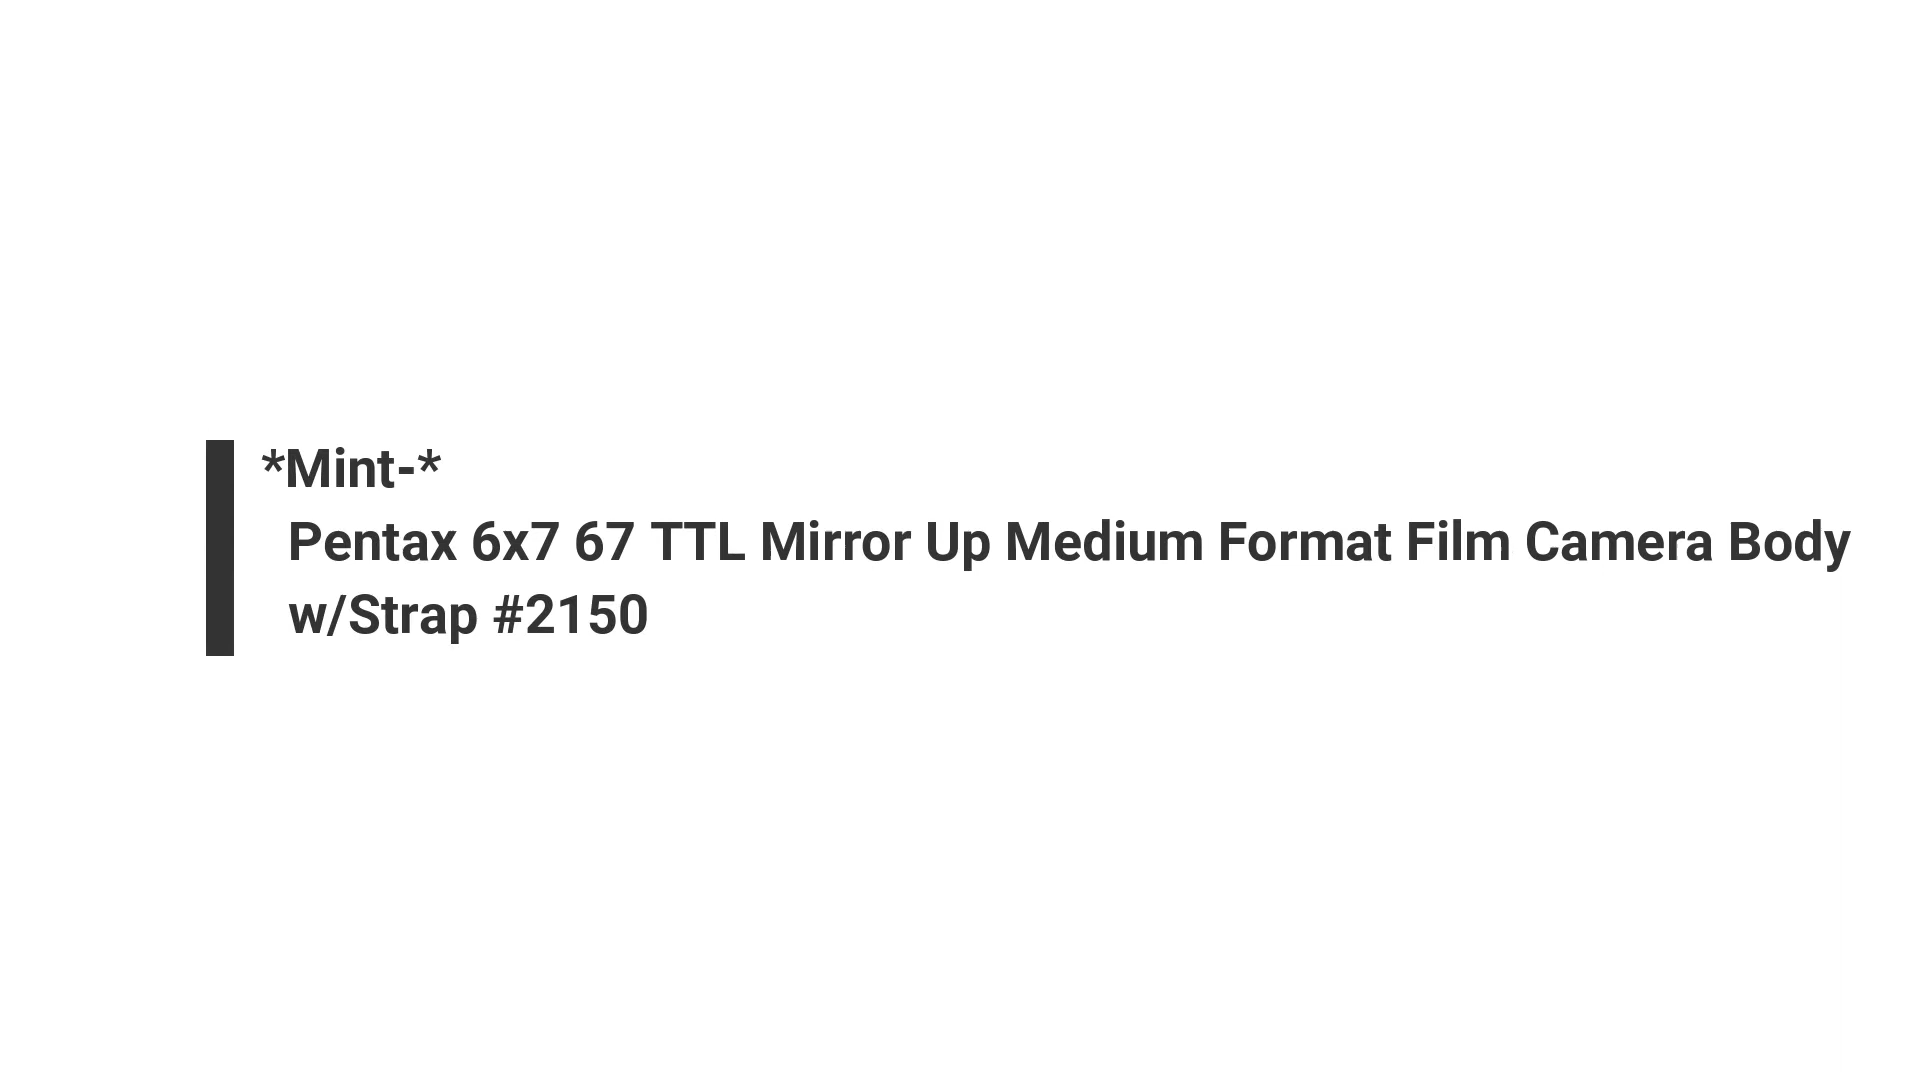 *Mint-*
Pentax 6x7 67 TTL Mirror Up Medium Format Film Camera Body
w/Strap #2150